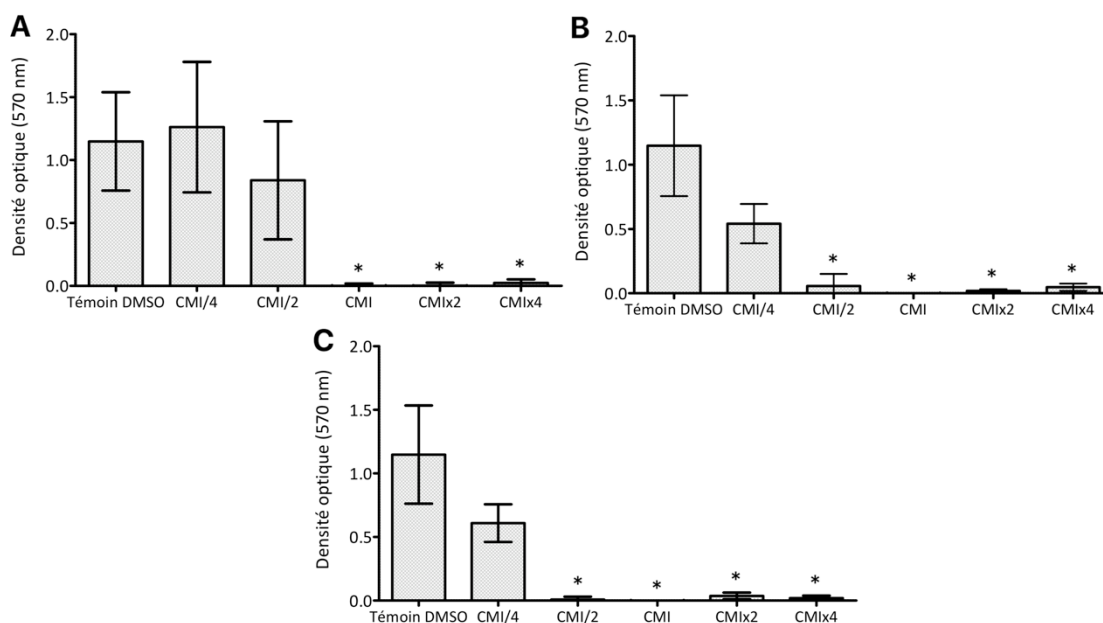 A
Densité optique (570 nm)
2.0
1.5
1.0
0.5
0.0
* * *
Témoin DMSO CMI/4 CMI/2 CMI CMIx2 CMIx4
B
Densité optique (570 nm)
2.0
1.5
1.0
0.5
0.0
* * * *
Témoin DMSO CMI/4 CMI/2 CMI CMIx2 CMIx4
C
Densité optique (570 nm)
2.0
1.5
1.0
0.5
0.0
* * * *
Témoin DMSO CMI/4 CMI/2 CMI CMIx2 CMIx4